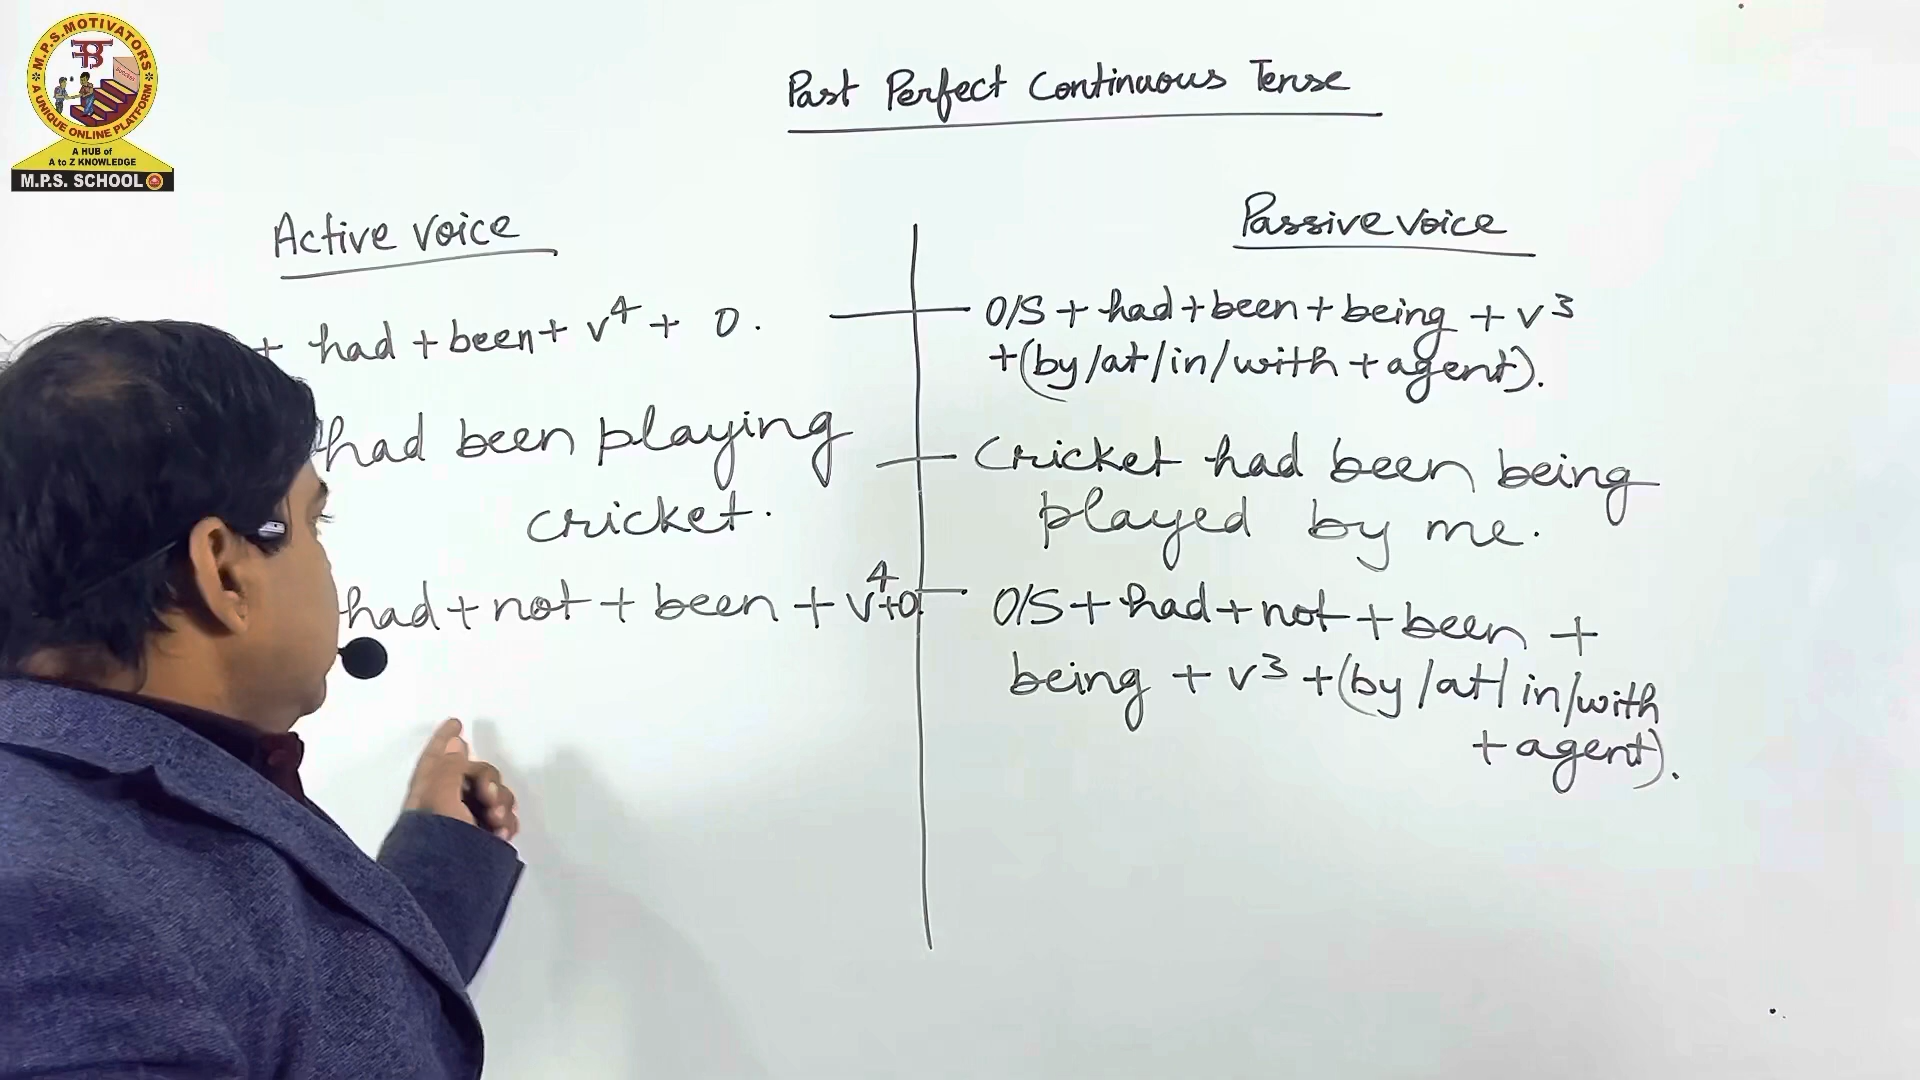 M.P.S.MOTIVATORS
SUCCESS
A UNIQUE ONLINE PLATFORM
A HUB of
A to Z KNOWLEDGE
M.P.S. SCHOOL
Past Perfect Continuous Tense
Active voice
+ had + been + v⁴ + O.
had been playing
cricket.
had + not + been + v⁴ + O.
Passive voice
O/S + had + been + being + v³
+ (by /at /in / with + agent).
Cricket had been being
played by me.
O/S + had + not + been +
being + v³ + (by /at/ in/with
+ agent).